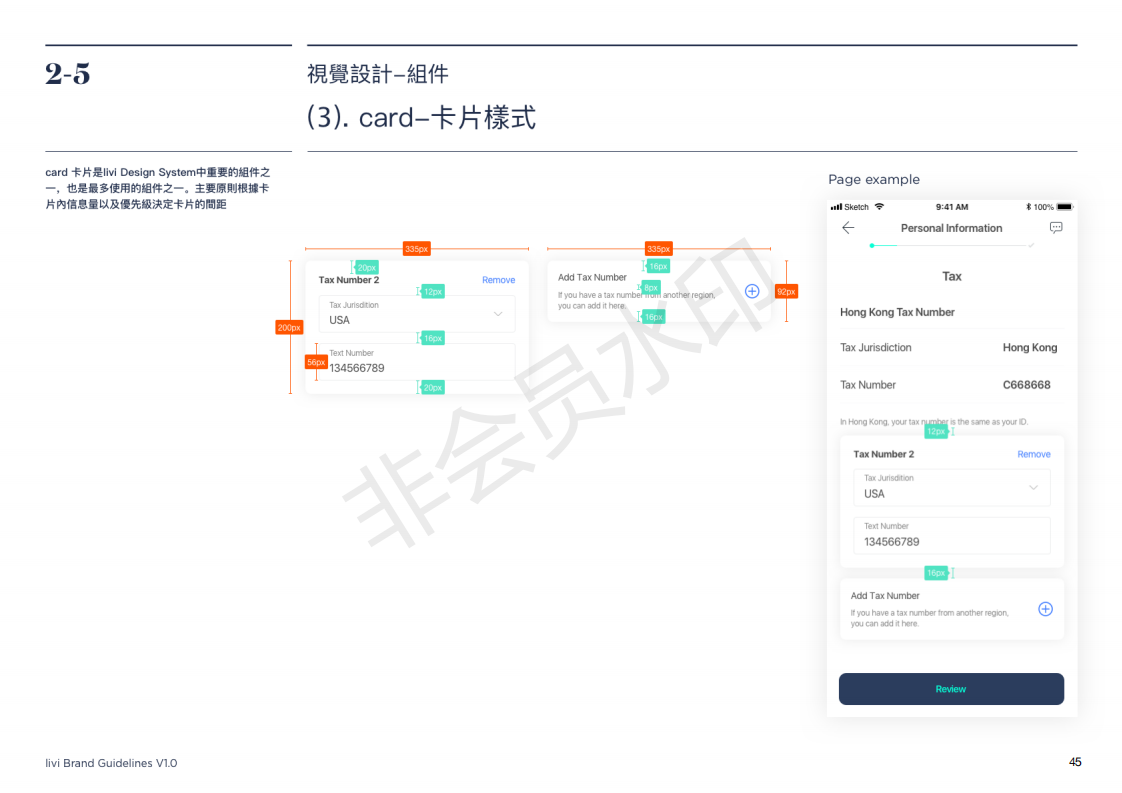 2-5
視覺設計–組件
(3). card–卡片樣式
card 卡片是livi Design System中重要的組件之
一，也是最多使用的組件之一。主要原則根據卡
片內信息量以及優先級決定卡片的間距
335px
20px
Tax Number 2
Remove
12px
Tax Jurisdition
USA
200px
16px
56px
Text Number
134566789
20px
335px
16px
Add Tax Number
8px
If you have a tax number from another region,
you can add it here.
16px
92px
Page example
Sketch
9:41 AM
100%
Personal Information
Tax
Hong Kong Tax Number
Tax Jurisdiction
Hong Kong
Tax Number
C668668
In Hong Kong, your tax number is the same as your ID.
12px
Tax Number 2
Remove
Tax Jurisdition
USA
Text Number
134566789
16px
Add Tax Number
If you have a tax number from another region,
you can add it here.
Review
非会员水印
livi Brand Guidelines V1.0
45